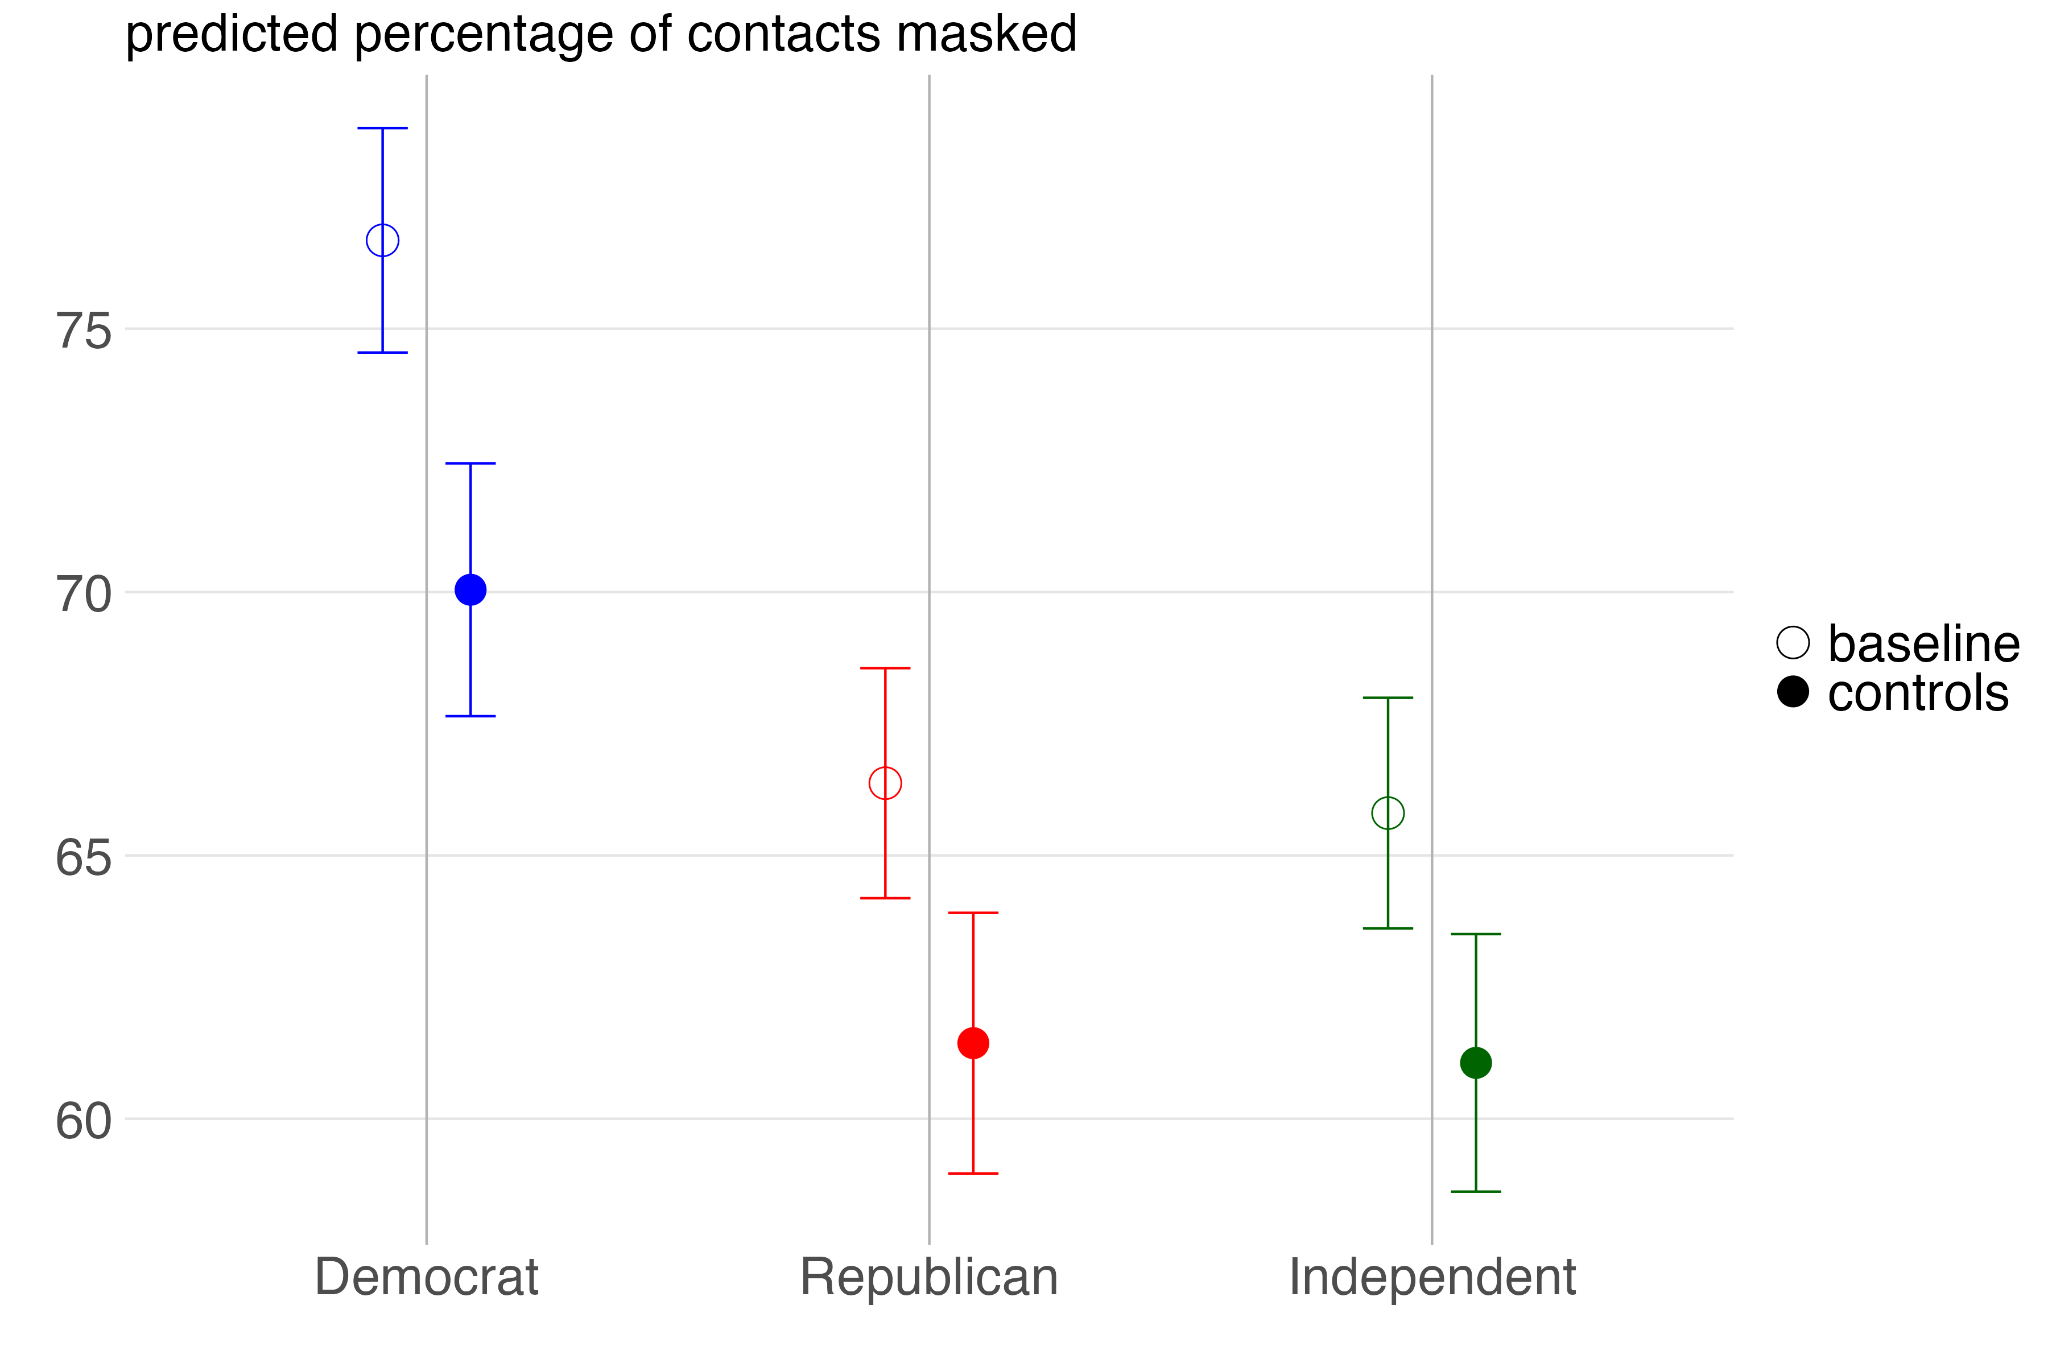 predicted percentage of contacts masked
75
70
65
60
Democrat Republican Independent
baseline
controls